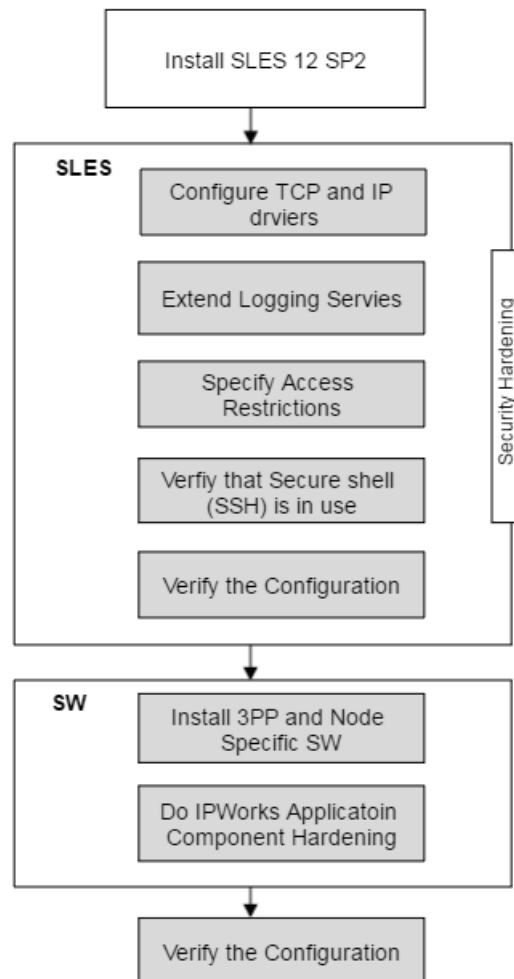 Install SLES 12 SP2
SLES
Configure TCP and IP
drviers
Extend Logging Servies
Specify Access
Restrictions
Verfiy that Secure shell
(SSH) is in use
Verify the Configuration
Security Hardening
SW
Install 3PP and Node
Specific SW
Do IPWorks Applicatoin
Component Hardening
Verify the Configuration